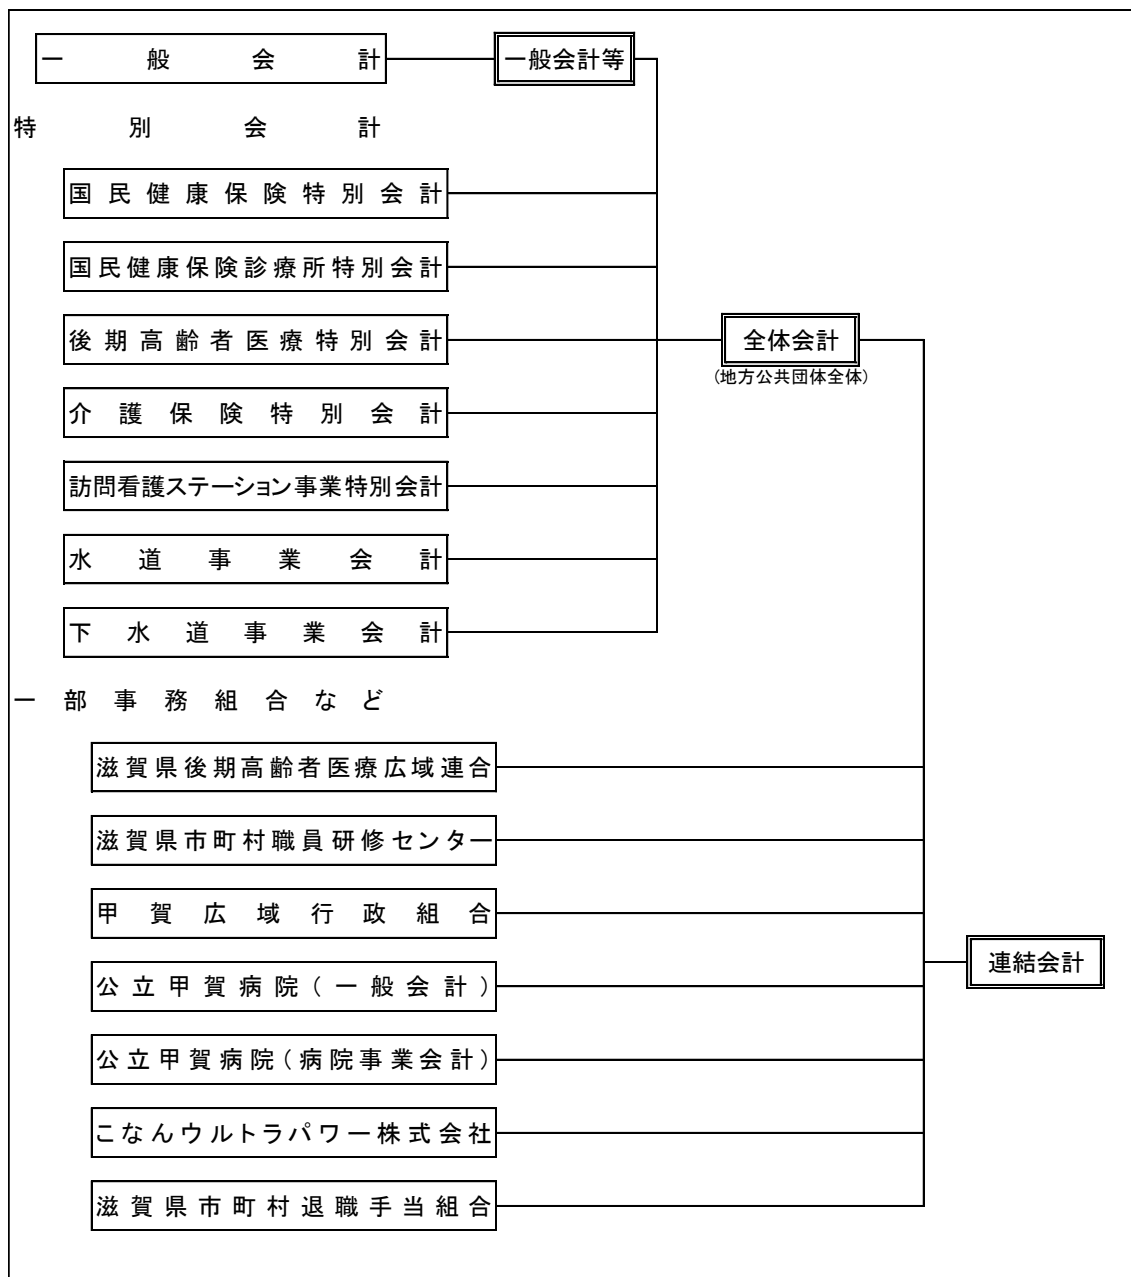 一般会計
一般会計等
特別会計
国民健康保険特別会計
国民健康保険診療所特別会計
後期高齢者医療特別会計
全体会計
(地方公共団体全体)
介護保険特別会計
訪問看護ステーション事業特別会計
水道事業会計
下水道事業会計
一部事務組合など
滋賀県後期高齢者医療広域連合
滋賀県市町村職員研修センター
甲賀広域行政組合
連結会計
公立甲賀病院(一般会計)
公立甲賀病院(病院事業会計)
こなんウルトラパワー株式会社
滋賀県市町村退職手当組合